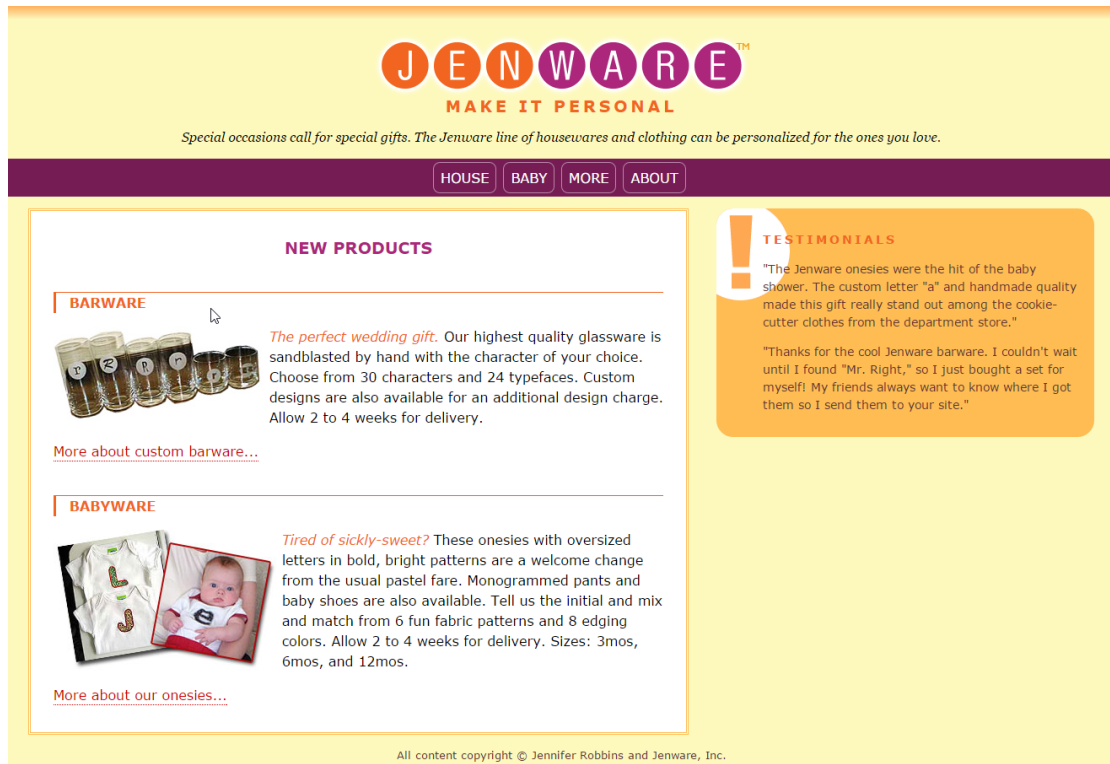 JENWARE™
MAKE IT PERSONAL
Special occasions call for special gifts. The Jenware line of housewares and clothing can be personalized for the ones you love.
HOUSE BABY MORE ABOUT
NEW PRODUCTS
BARWARE
The perfect wedding gift. Our highest quality glassware is
sandblasted by hand with the character of your choice.
Choose from 30 characters and 24 typefaces. Custom
designs are also available for an additional design charge.
Allow 2 to 4 weeks for delivery.
r R R r r
More about custom barware...
BABYWARE
Tired of sickly-sweet? These onesies with oversized
letters in bold, bright patterns are a welcome change
from the usual pastel fare. Monogrammed pants and
baby shoes are also available. Tell us the initial and mix
and match from 6 fun fabric patterns and 8 edging
colors. Allow 2 to 4 weeks for delivery. Sizes: 3mos,
6mos, and 12mos.
L
J
e
More about our onesies...
!
TESTIMONIALS
"The Jenware onesies were the hit of the baby
shower. The custom letter "a" and handmade quality
made this gift really stand out among the cookie-
cutter clothes from the department store."
"Thanks for the cool Jenware barware. I couldn't wait
until I found "Mr. Right," so I just bought a set for
myself! My friends always want to know where I got
them so I send them to your site."
All content copyright © Jennifer Robbins and Jenware, Inc.